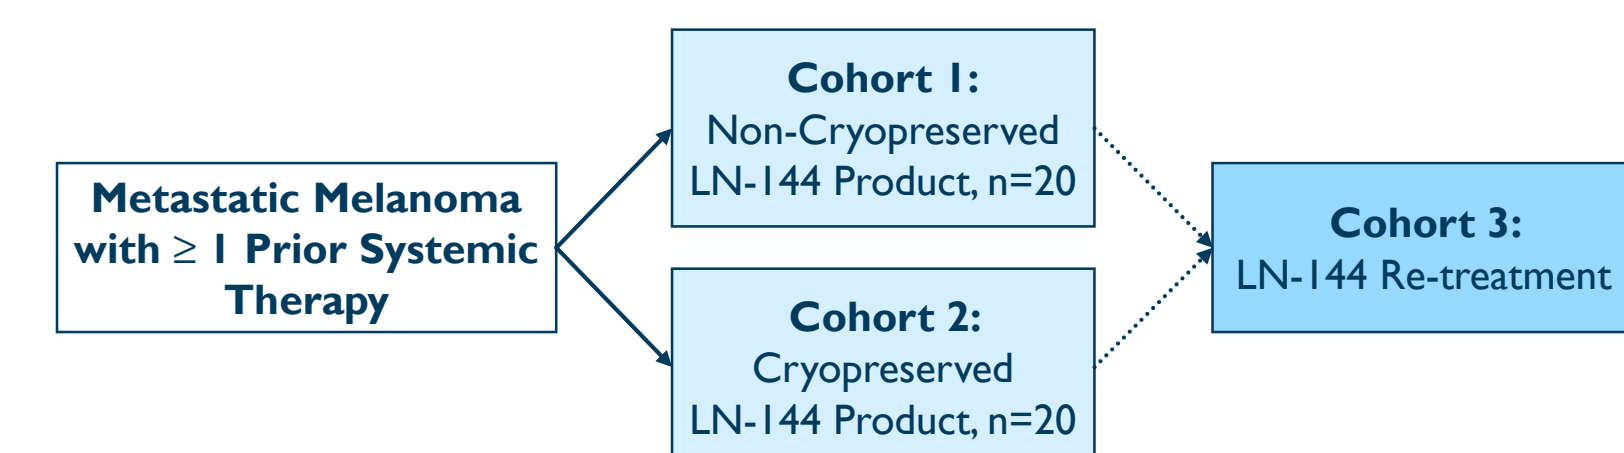 Cohort 1:
Non-Cryopreserved
LN-144 Product, n=20
Metastatic Melanoma
with ≥ 1 Prior Systemic
Therapy
Cohort 3:
LN-144 Re-treatment
Cohort 2:
Cryopreserved
LN-144 Product, n=20